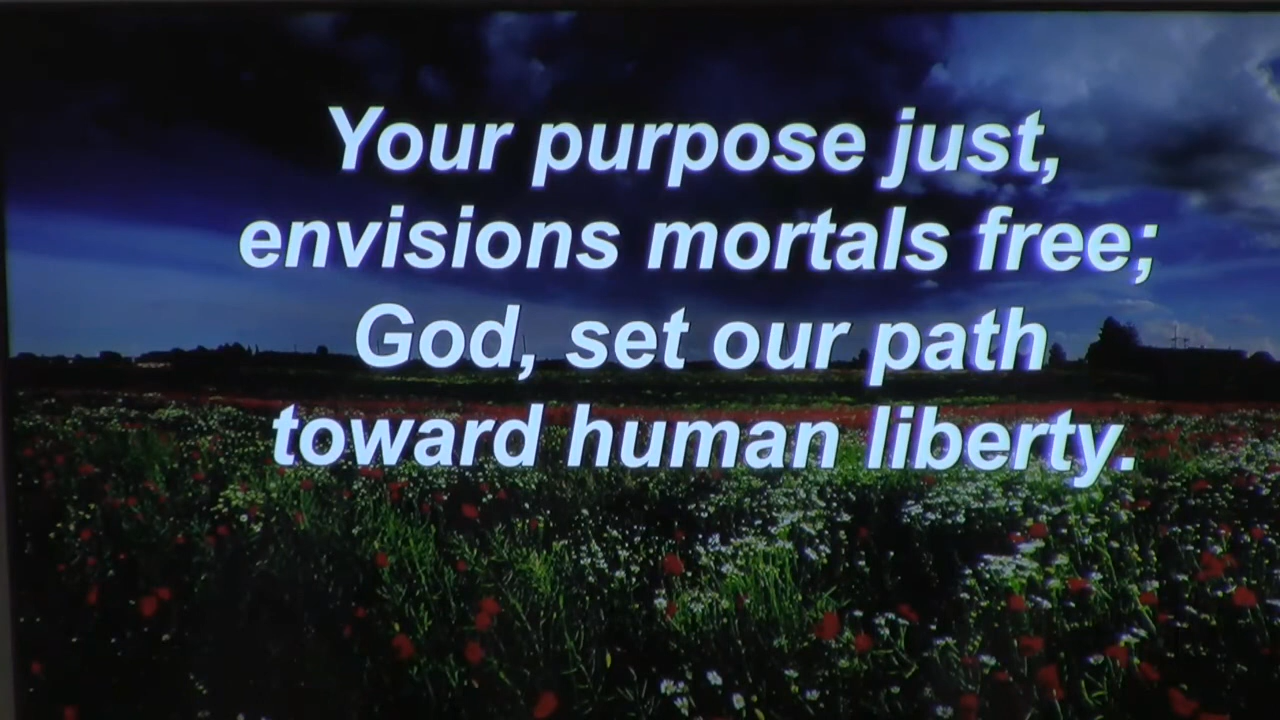 Your purpose just,
envisions mortals free;
God, set our path
toward human liberty.